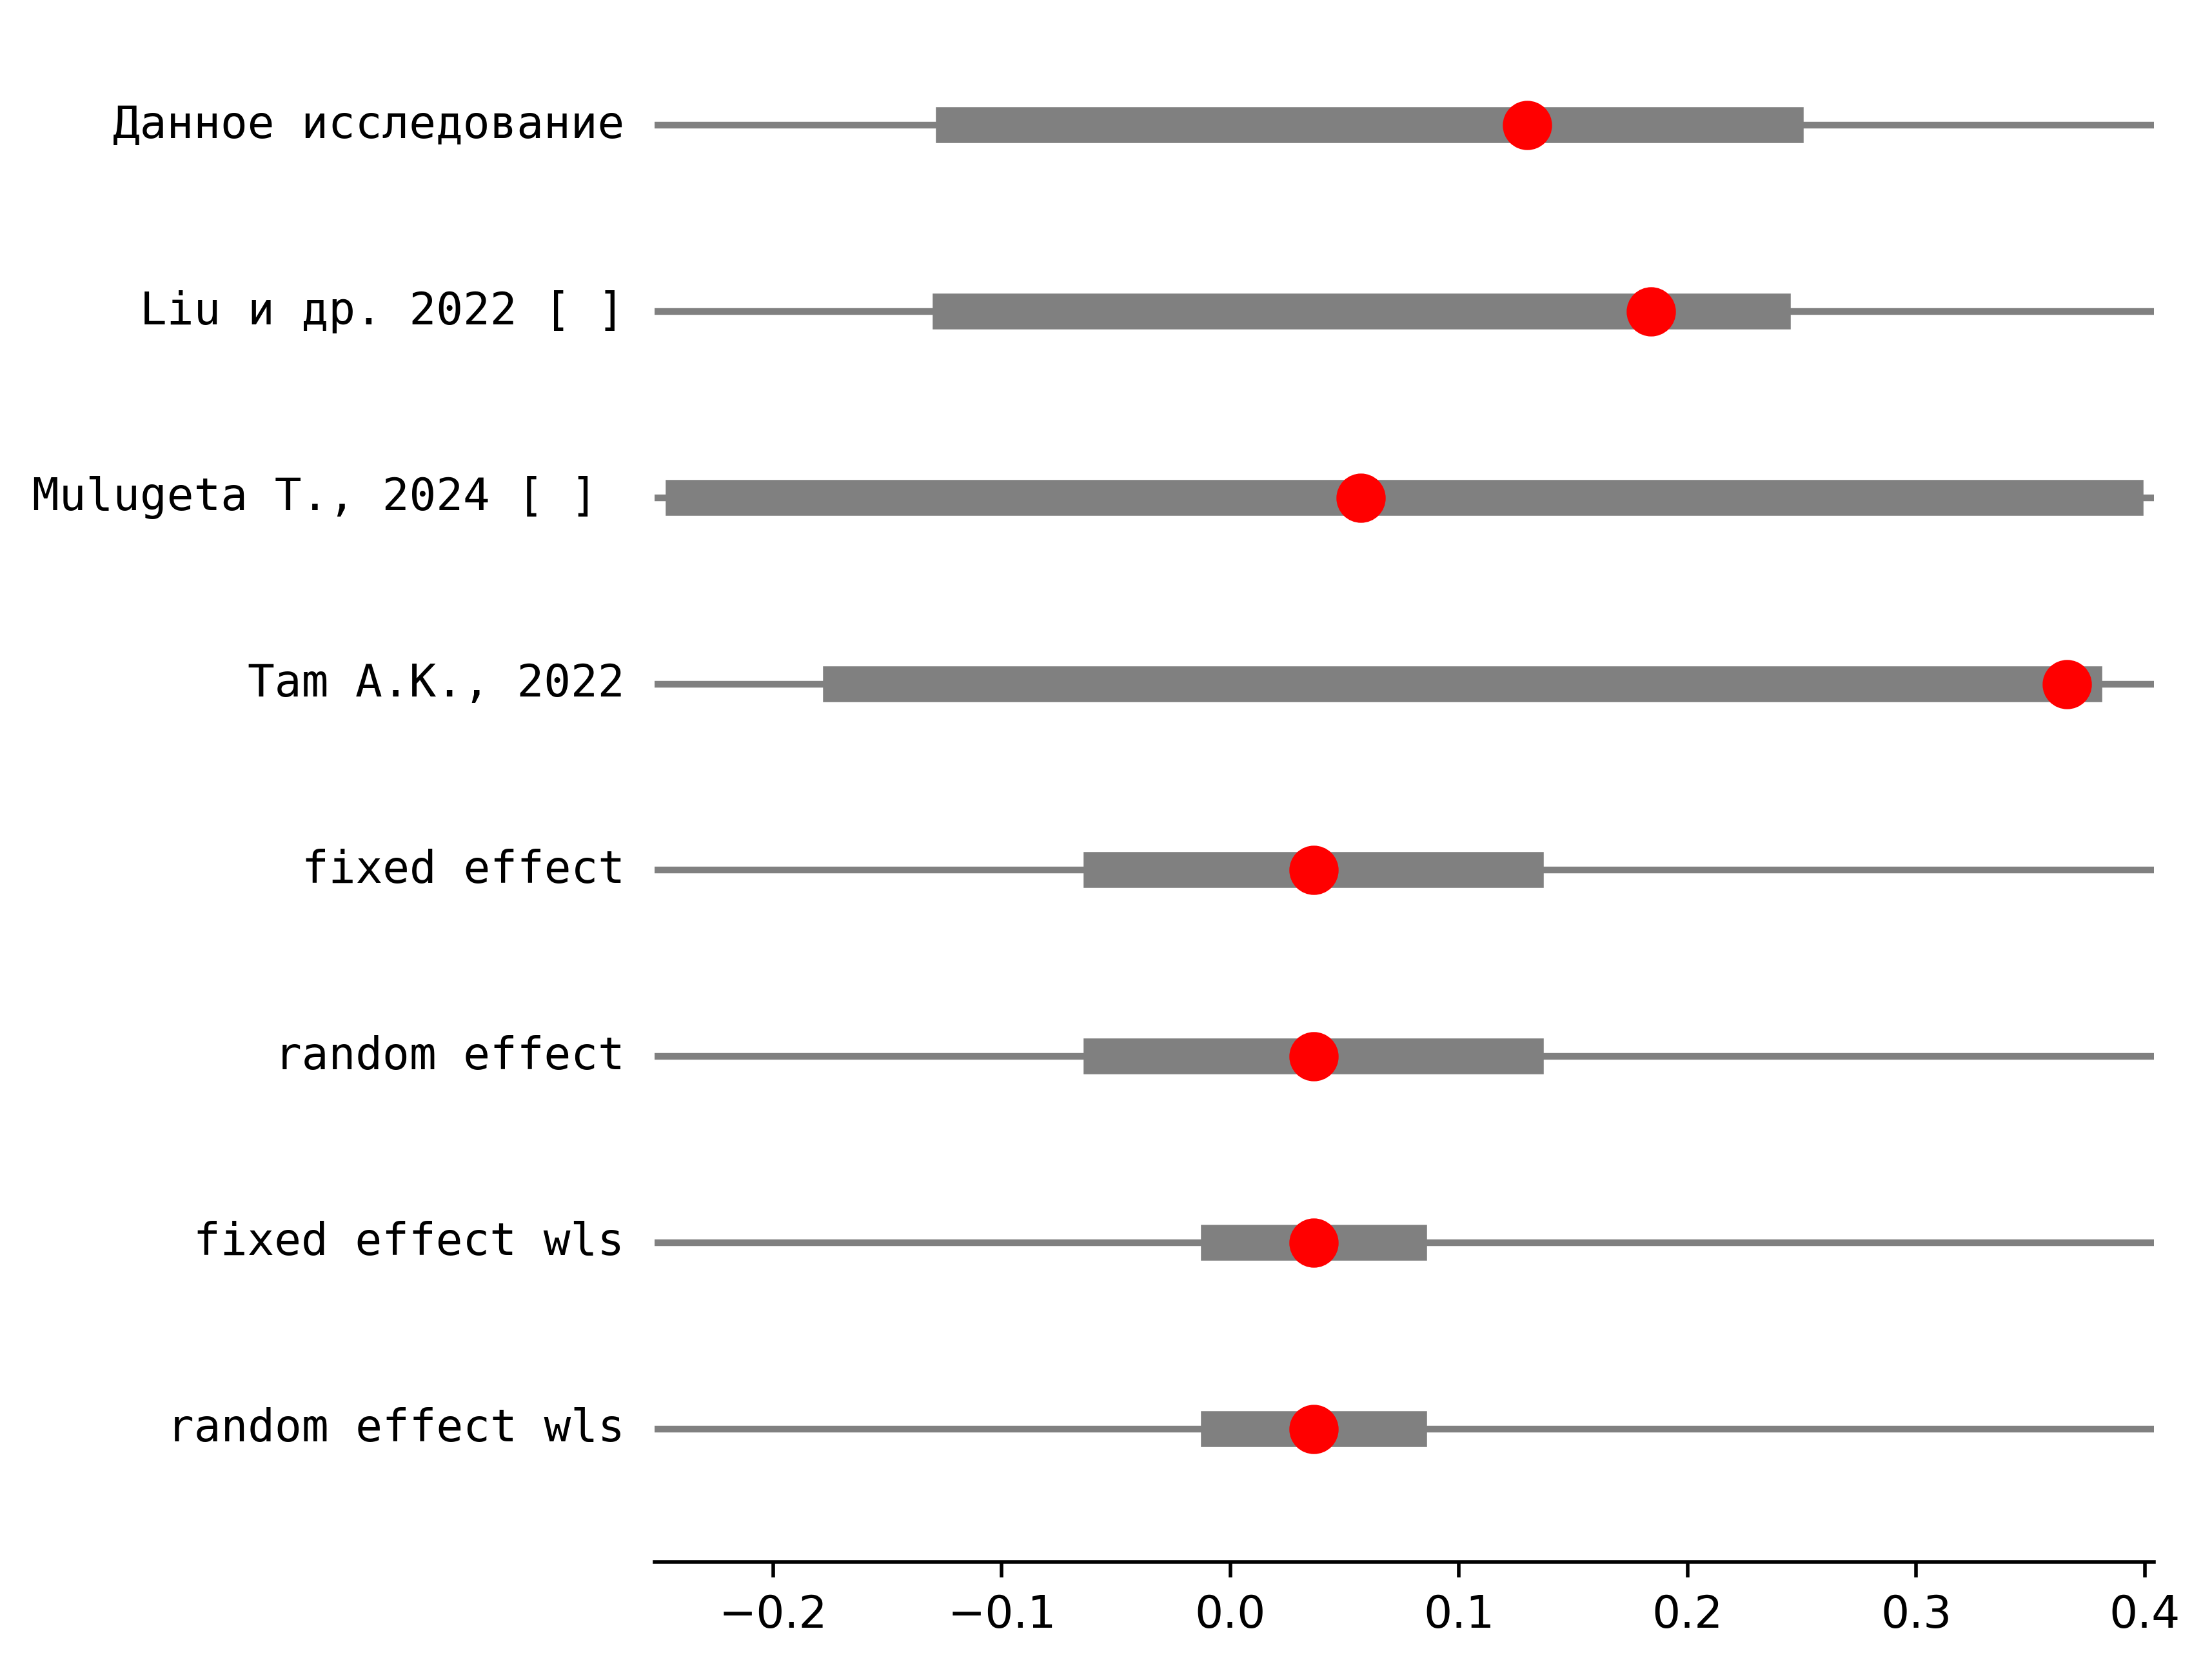 Данное исследование
Liu и др. 2022 [ ]
Mulugeta T., 2024 [ ]
Tam A.K., 2022
fixed effect
random effect
fixed effect wls
random effect wls
−0.2 −0.1 0.0 0.1 0.2 0.3 0.4